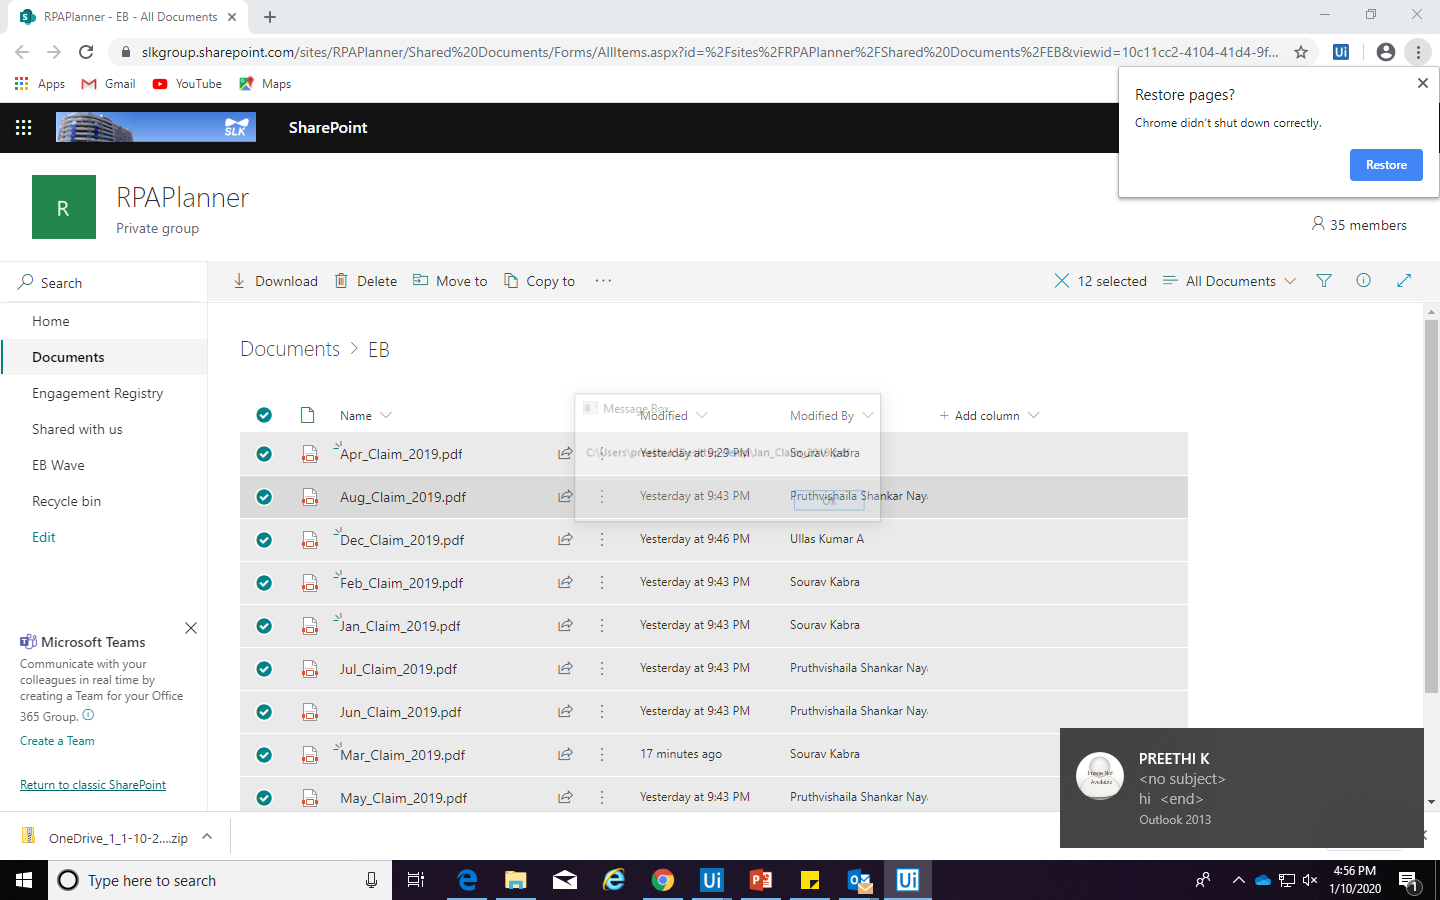 RPAPlanner - EB - All Documents
slkgroup.sharepoint.com/sites/RPAPlanner/Shared%20Documents/Forms/AllItems.aspx?id=%2Fsites%2FRPAPlanner%2FShared%20Documents%2FEB&viewid=10c11cc2-4104-41d4-9f...
Ui
Apps
Gmail
YouTube
Maps
Restore pages?
Chrome didn't shut down correctly.
Restore
SLK
SharePoint
R
RPAPlanner
Private group
35 members
Search
Download
Delete
Move to
Copy to
12 selected
All Documents
Home
Documents
Engagement Registry
Shared with us
EB Wave
Recycle bin
Edit
Documents > EB
Name
Modified
Modified By
+ Add column
Message Box
OK
Apr_Claim_2019.pdf
Yesterday at 9:29 PM
Sourav Kabra
Aug_Claim_2019.pdf
Yesterday at 9:43 PM
Pruthvishaila Shankar Nay
Dec_Claim_2019.pdf
Yesterday at 9:46 PM
Ullas Kumar A
Feb_Claim_2019.pdf
Yesterday at 9:43 PM
Sourav Kabra
Jan_Claim_2019.pdf
Yesterday at 9:43 PM
Sourav Kabra
Jul_Claim_2019.pdf
Yesterday at 9:43 PM
Pruthvishaila Shankar Nay
Jun_Claim_2019.pdf
Yesterday at 9:43 PM
Pruthvishaila Shankar Nay
Mar_Claim_2019.pdf
17 minutes ago
Sourav Kabra
May_Claim_2019.pdf
Yesterday at 9:43 PM
Pruthvishaila Shankar Nay
Microsoft Teams
Communicate with your
colleagues in real time by
creating a Team for your Office
365 Group.
Create a Team
Return to classic SharePoint
PREETHI K
<no subject>
hi <end>
Outlook 2013
Image Not
Available
OneDrive_1_1-10-2....zip
Type here to search
Ui
Ui
4:56 PM
1/10/2020
1